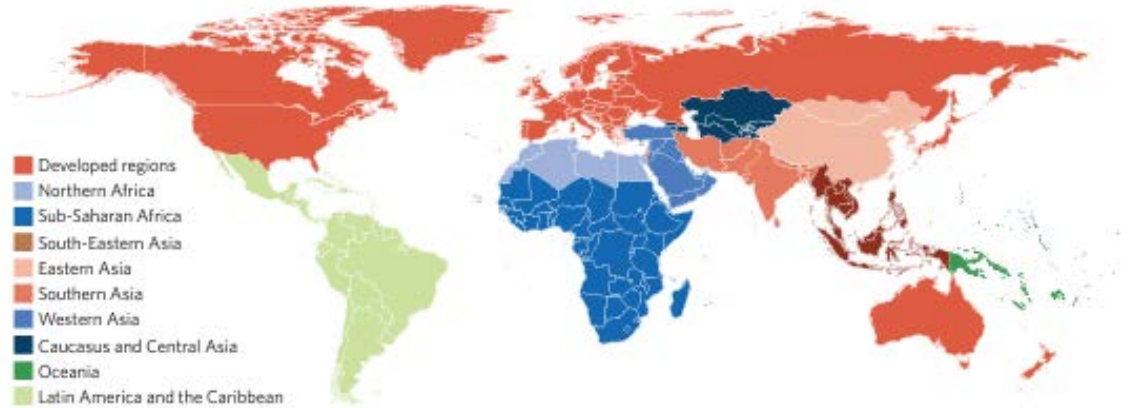 Developed regions
Northern Africa
Sub-Saharan Africa
South-Eastern Asia
Eastern Asia
Southern Asia
Western Asia
Caucasus and Central Asia
Oceania
Latin America and the Caribbean